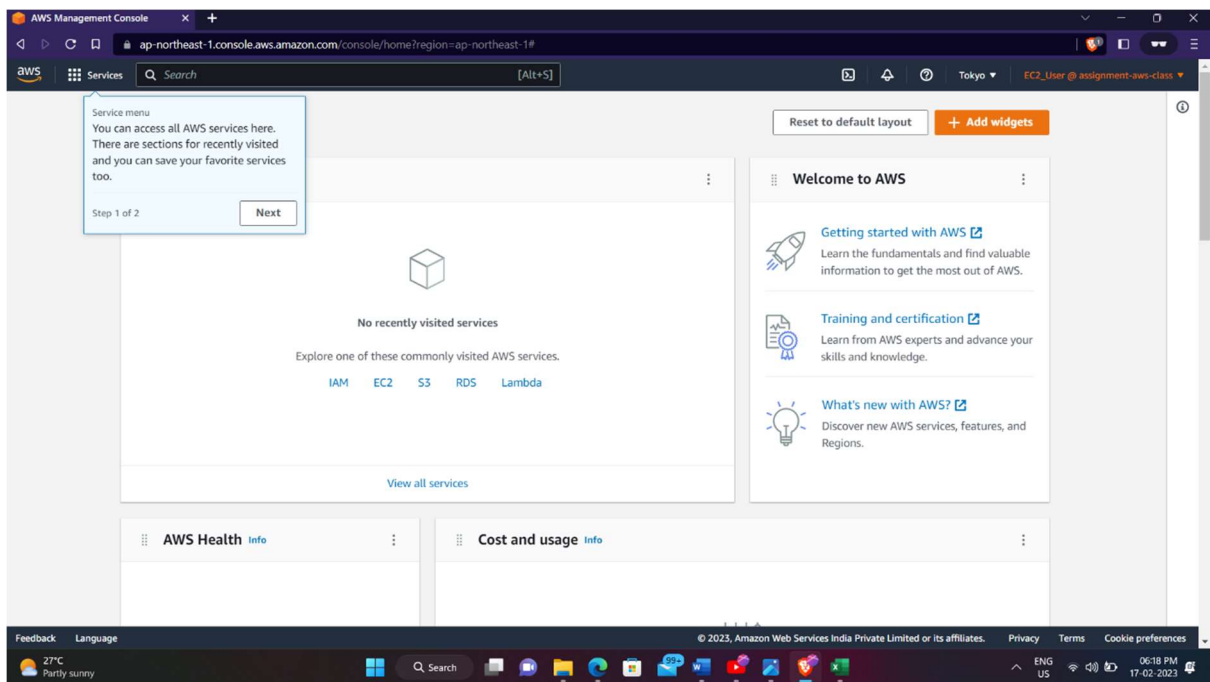 AWS Management Console
ap-northeast-1.console.aws.amazon.com/console/home?region=ap-northeast-1#
aws
Services
Search
[Alt+S]
Tokyo
EC2_User @ assignment-aws-class
Service menu
You can access all AWS services here.
There are sections for recently visited
and you can save your favorite services
too.
Step 1 of 2
Next
Reset to default layout
+ Add widgets
No recently visited services
Explore one of these commonly visited AWS services.
IAM EC2 S3 RDS Lambda
View all services
Welcome to AWS
Getting started with AWS
Learn the fundamentals and find valuable
information to get the most out of AWS.
Training and certification
Learn from AWS experts and advance your
skills and knowledge.
What's new with AWS?
Discover new AWS services, features, and
Regions.
AWS Health Info
Cost and usage Info
Feedback Language
© 2023, Amazon Web Services India Private Limited or its affiliates. Privacy Terms Cookie preferences
27°C
Partly sunny
Search
99+
ENG
US
06:18 PM
17-02-2023